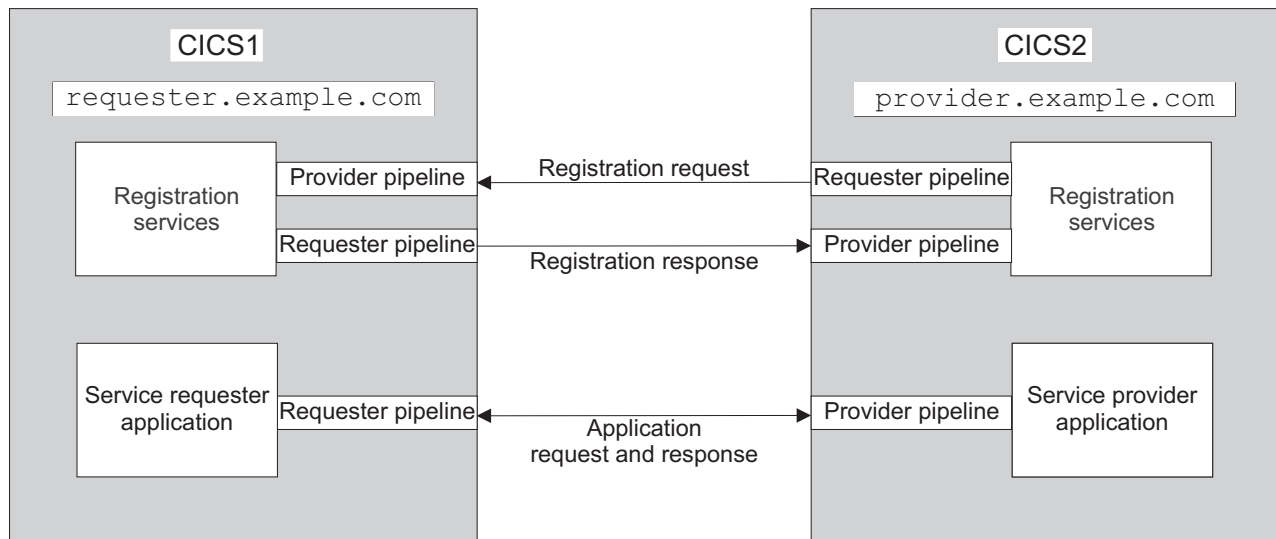 CICS1
requester.example.com
Registration
services
Provider pipeline
Requester pipeline
Service requester
application
Requester pipeline
Registration request
Registration response
Application
request and response
CICS2
provider.example.com
Requester pipeline
Provider pipeline
Registration
services
Provider pipeline
Service provider
application